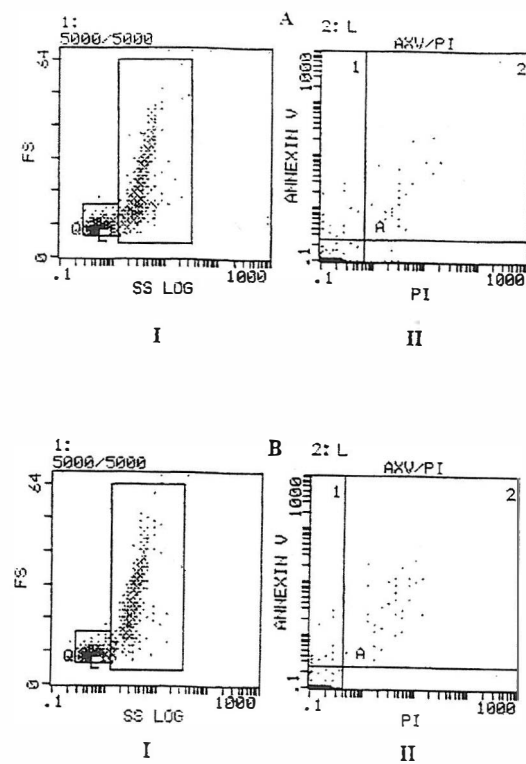 A
1:
5000/5000
64
FS
0
.1
1000
SS LOG
I
2: L
AXV/PI
1
2
1000
ANNEXIN V
.1
A
1000
PI
II
B
1:
5000/5000
64
FS
0
.1
1000
SS LOG
I
2: L
AXV/PI
1
2
1000
ANNEXIN V
.1
A
1000
PI
II